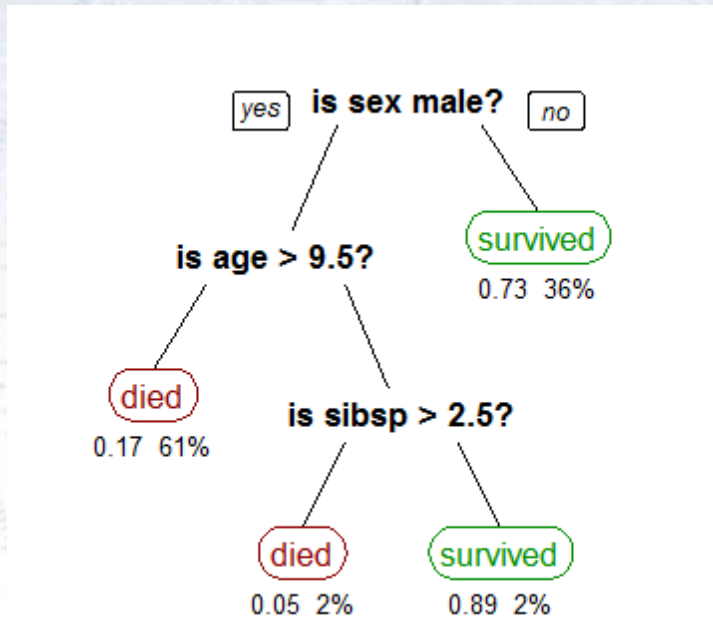 yes is sex male? no
survived
is age > 9.5?
0.73 36%
died
is sibsp > 2.5?
0.17 61%
died survived
0.05 2% 0.89 2%